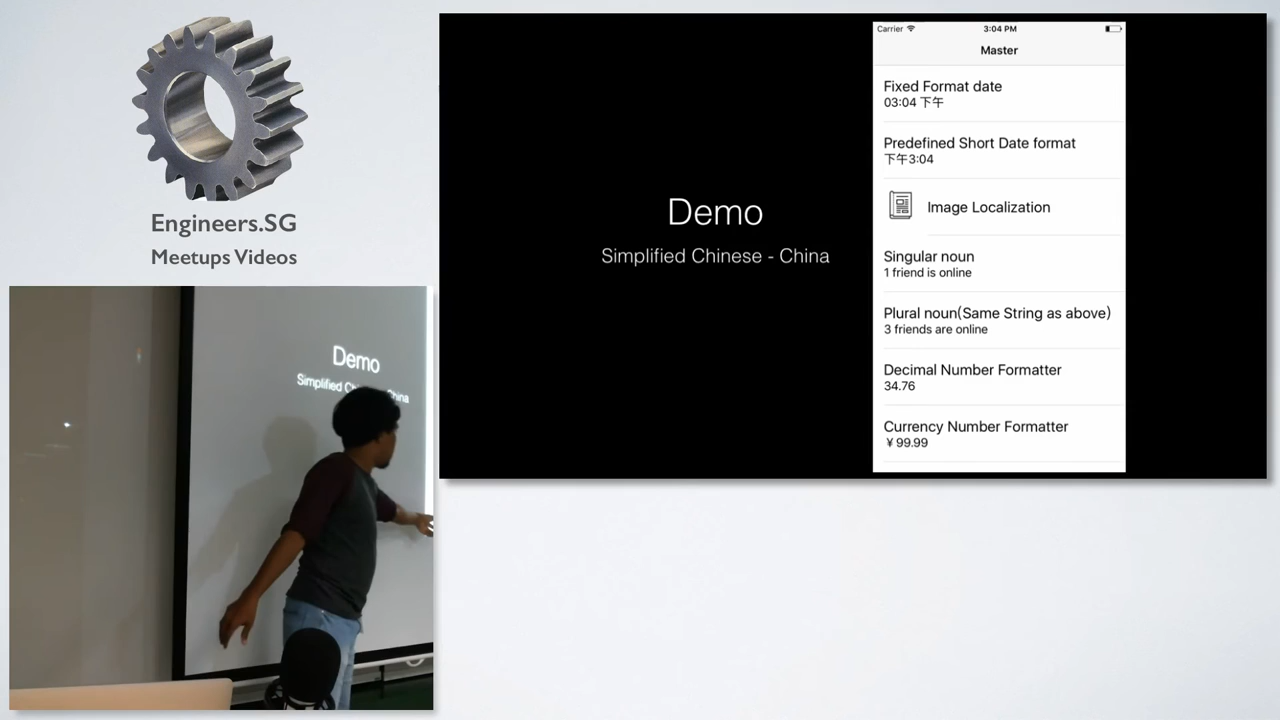 Engineers.SG
Meetups Videos
Demo
Simplified Chinese - China
Carrier
3:04 PM
Master
Fixed Format date
03:04 下午
Predefined Short Date format
下午3:04
Image Localization
Singular noun
1 friend is online
Plural noun(Same String as above)
3 friends are online
Decimal Number Formatter
34.76
Currency Number Formatter
¥99.99
Demo
Simplified Ch
hina